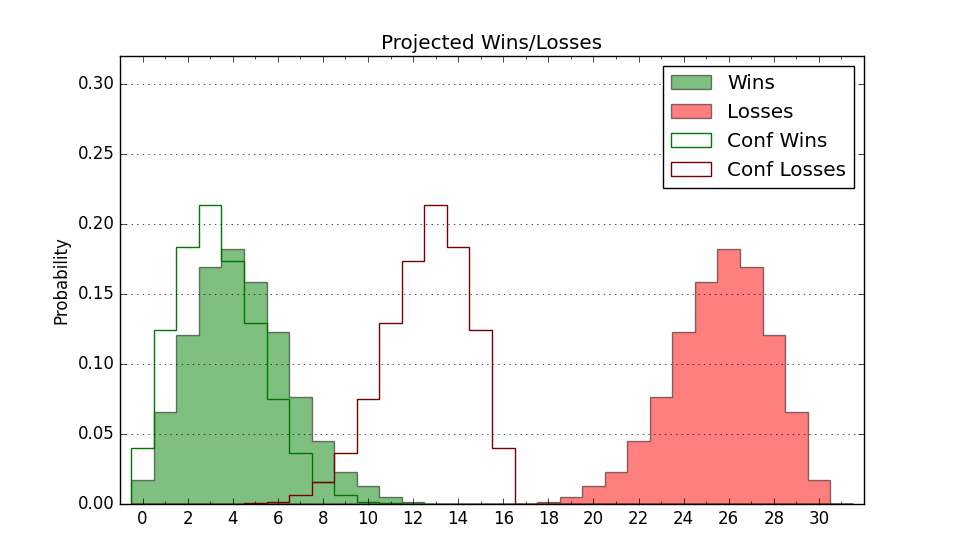 Projected Wins/Losses
0.30
0.25
0.20
0.15
0.10
0.05
0.00
Probability
Wins
Losses
Conf Wins
Conf Losses
0 2 4 6 8 10 12 14 16 18 20 22 24 26 28 30